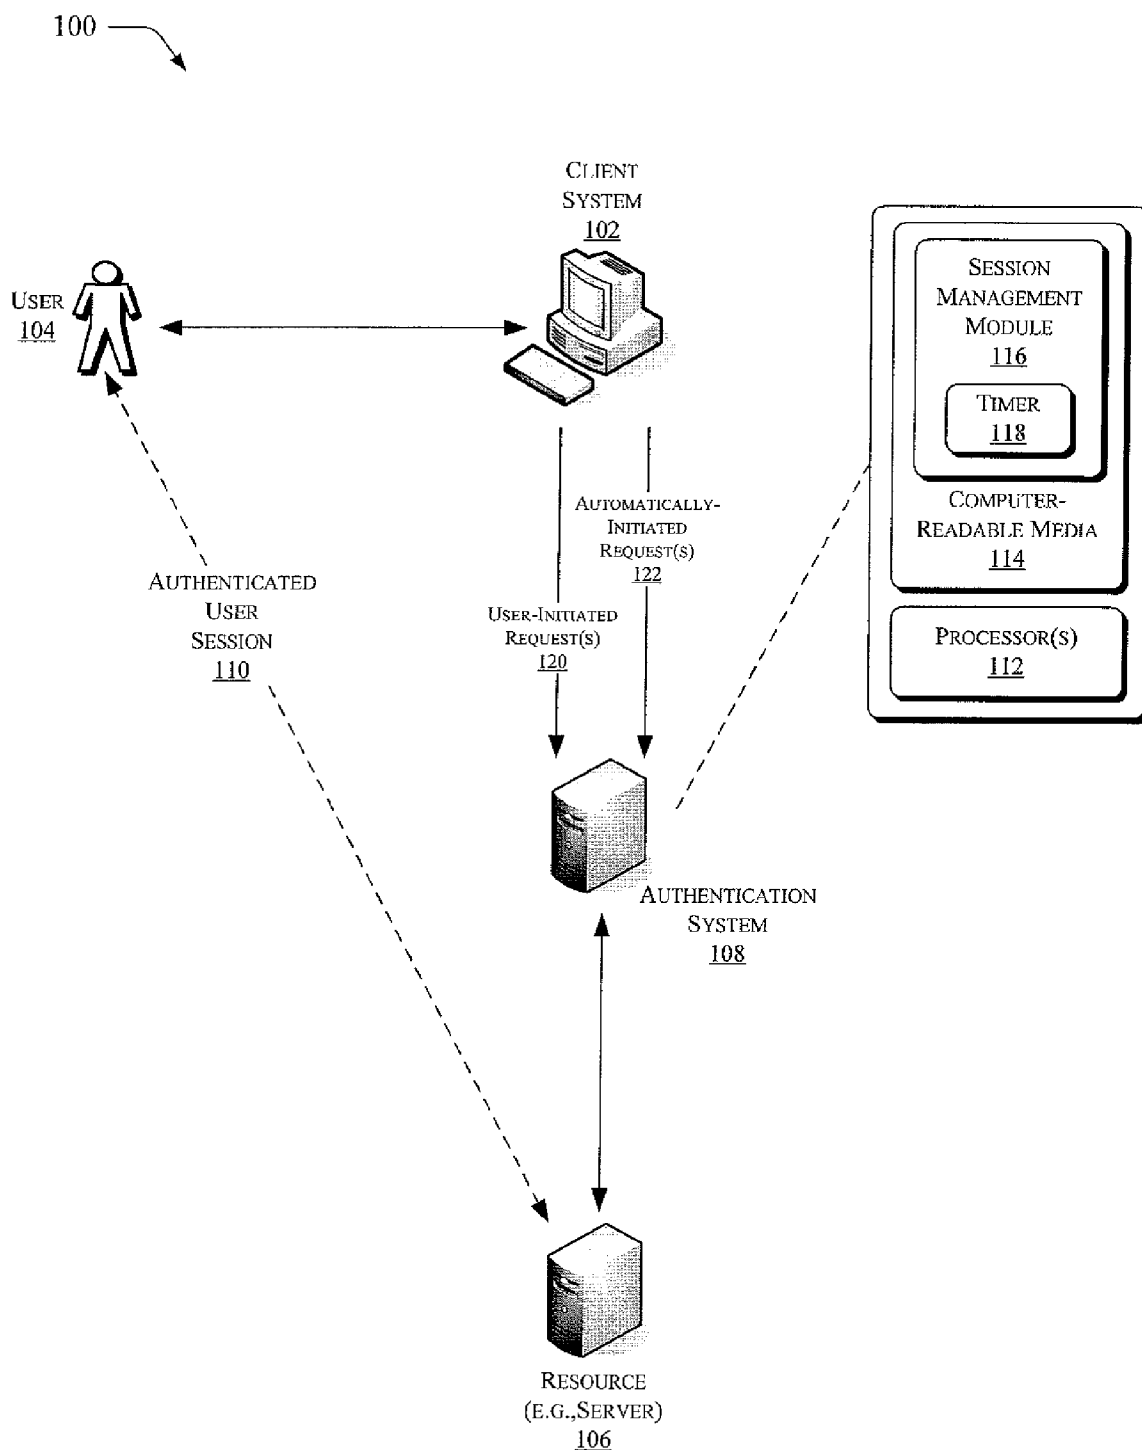 100
CLIENT
SYSTEM
102
USER
104
SESSION
MANAGEMENT
MODULE
116
TIMER
118
COMPUTER-
READABLE MEDIA
114
PROCESSOR(S)
112
AUTOMATICALLY-
INITIATED
REQUEST(S)
122
USER-INITIATED
REQUEST(S)
120
AUTHENTICATED
USER
SESSION
110
AUTHENTICATION
SYSTEM
108
RESOURCE
(E.G.,SERVER)
106